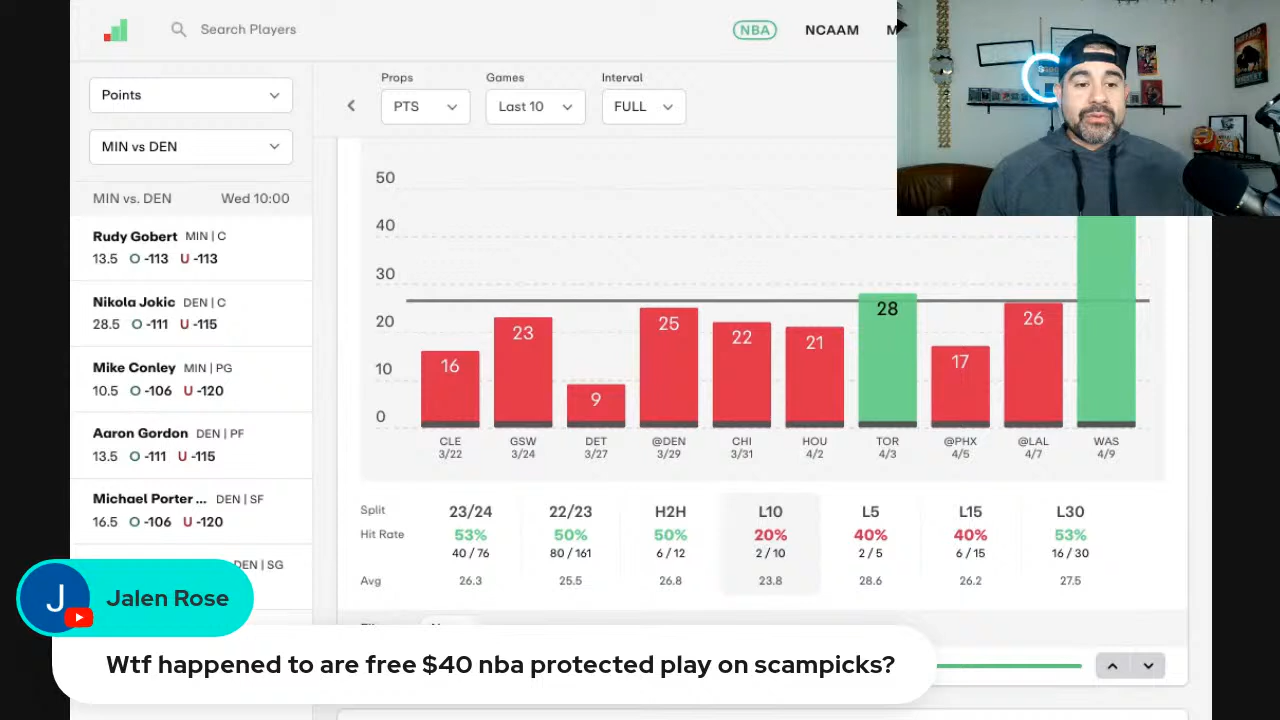 Search Players
NBA
NCAAM
M
Points
MIN vs DEN
Props
Games
Interval
PTS
Last 10
FULL
MIN vs. DEN Wed 10:00
Rudy Gobert MIN | C
13.5 O -113 U -113
Nikola Jokic DEN | C
28.5 O -111 U -115
Mike Conley MIN | PG
10.5 O -106 U -120
Aaron Gordon DEN | PF
13.5 O -111 U -115
Michael Porter ... DEN | SF
16.5 O -106 U -120
DEN | SG
50
40
30
20
10
0
16
23
9
25
22
21
28
17
26
CLE GSW DET @DEN CHI HOU TOR @PHX @LAL WAS
3/22 3/24 3/27 3/29 3/31 4/2 4/3 4/5 4/7 4/9
Split 23/24 22/23 H2H L10 L5 L15 L30
Hit Rate 53% 50% 50% 20% 40% 40% 53%
40 / 76 80 / 161 6 / 12 2 / 10 2 / 5 6 / 15 16 / 30
Avg 26.3 25.5 26.8 23.8 28.6 26.2 27.5
J
Jalen Rose
Wtf happened to are free $40 nba protected play on scampicks?